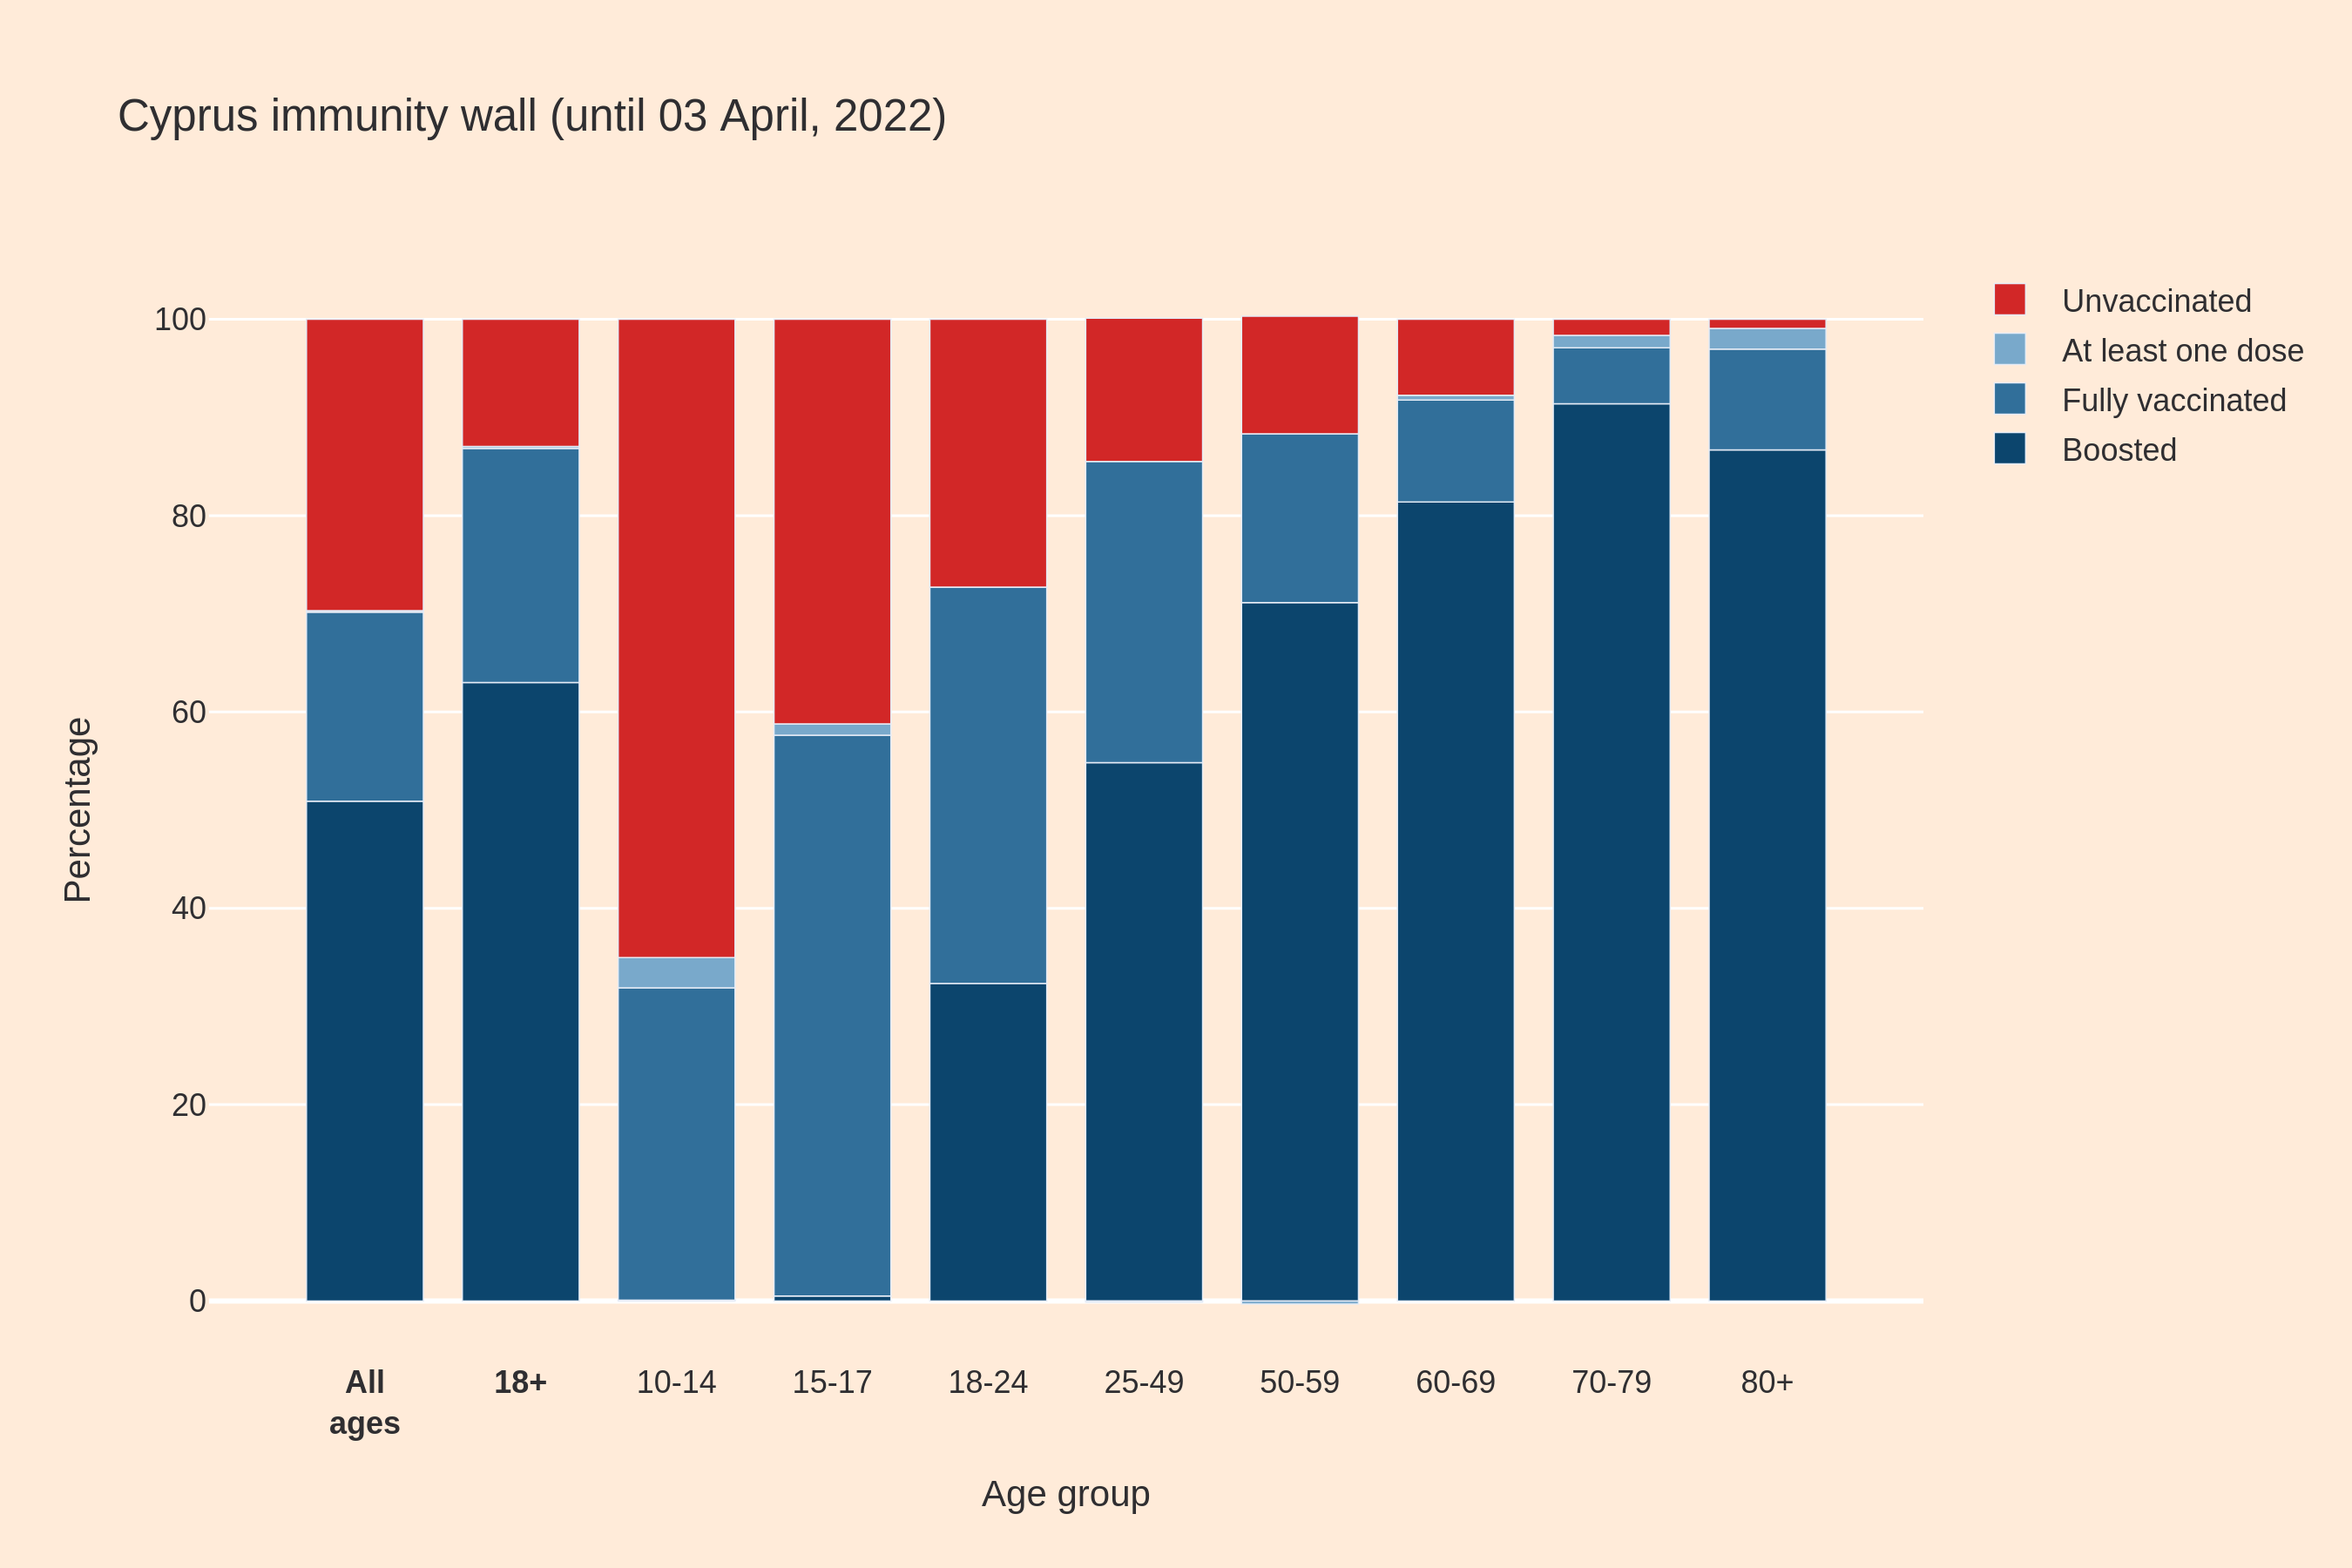 Cyprus immunity wall (until 03 April, 2022)
Unvaccinated
At least one dose
Fully vaccinated
Boosted
Percentage
100
80
60
40
20
0
All ages
18+
10-14
15-17
18-24
25-49
50-59
60-69
70-79
80+
Age group